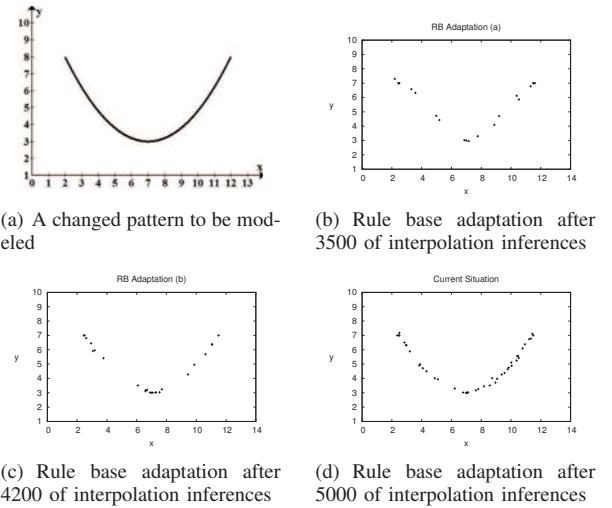 y
10
9
8
7
6
5
4
3
2
1
x
0 1 2 3 4 5 6 7 8 9 10 11 12 13
(a) A changed pattern to be mod-
eled
RB Adaptation (a)
10
9
8
7
6
5
4
3
2
1
y
0 2 4 6 8 10 12 14
x
(b) Rule base adaptation after
3500 of interpolation inferences
RB Adaptation (b)
10
9
8
7
6
5
4
3
2
1
y
0 2 4 6 8 10 12 14
x
(c) Rule base adaptation after
4200 of interpolation inferences
Current Situation
10
9
8
7
6
5
4
3
2
1
y
0 2 4 6 8 10 12 14
x
(d) Rule base adaptation after
5000 of interpolation inferences